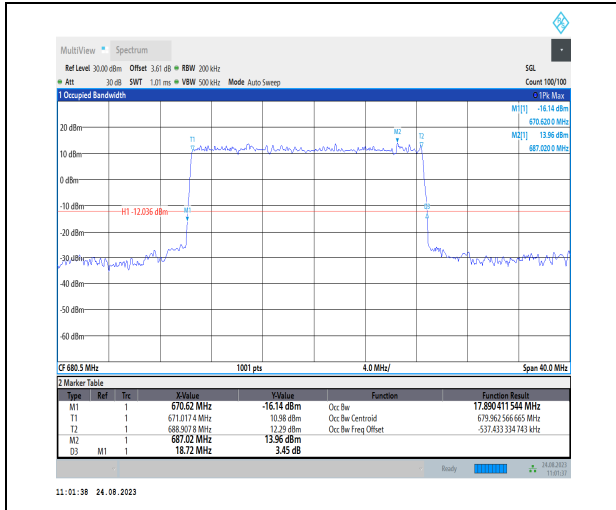 MultiView Spectrum
Ref Level 30.00 dBm Offset 3.61 dB RBW 200 kHz SGL
Att 30 dB SWT 1.01 ms VBW 500 kHz Mode Auto Sweep Count 100/100
1 Occupied Bandwidth 1Pk Max
M1[1] -16.14 dBm
670.6200 MHz
M2[1] 13.96 dBm
687.0200 MHz
20 dBm
T1 M2 T2
10 dBm
0 dBm
-10 dBm
H1 -12.036 dBm M1 D3
-20 dBm
-30 dBm
-40 dBm
-50 dBm
-60 dBm
CF 680.5 MHz 1001 pts 4.0 MHz/ Span 40.0 MHz
2 Marker Table
Type Ref Trc X-Value Y-Value Function Function Result
M1 1 670.62 MHz -16.14 dBm Occ Bw 17.890 411 544 MHz
T1 1 671.017 4 MHz 10.98 dBm Occ Bw Centroid 679.962 566 665 MHz
T2 1 688.907 8 MHz 12.29 dBm Occ Bw Freq Offset -537.433 334 743 kHz
M2 1 687.02 MHz 13.96 dBm
D3 M1 1 18.72 MHz 3.45 dB
Ready 24.08.2023
11:01:37
11:01:38 24.08.2023